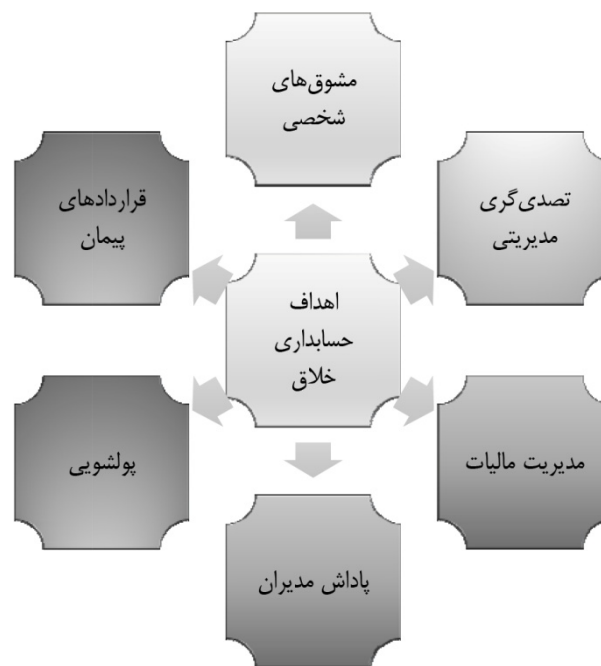 مشوق‌های
شخصی
تصدی‌گری
مدیریتی
قراردادهای
پیمان
اهداف
حسابداری
خلاق
مدیریت مالیات
پولشویی
پاداش مدیران